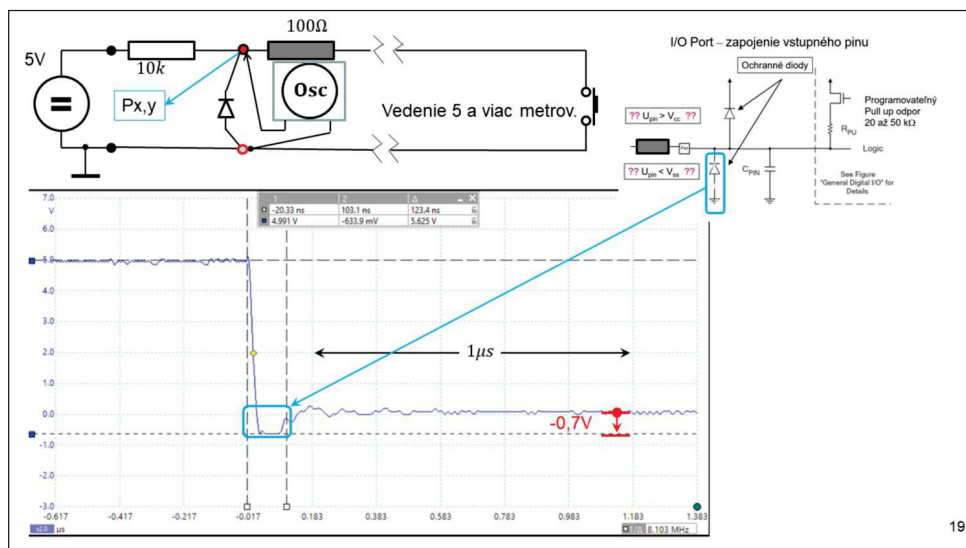 100Ω
5V
10k
Osc
Px,y
Vedenie 5 a viac metrov.
I/O Port – zapojenie vstupného pinu
Ochranné diody
?? Upin > Vcc ??
Pxn
?? Upin < Vss ??
CPIN
Programovateľný
Pull up odpor
20 až 50 kΩ
RPU
Logic
See Figure
"General Digital I/O" for
Details
1 2 Δ
-20.33 ns 103.1 ns 123.4 ns
4.991 V -633.9 mV 5.625 V
7.0
V
6.0
5.0
4.0
3.0
2.0
1.0
0.0
-1.0
-2.0
-3.0
1μs
-0,7V
-0.617 -0.417 -0.217 -0.017 0.183 0.383 0.583 0.783 0.983 1.183 1.383
x2.0 μs
1/Δ 8.103 MHz
19